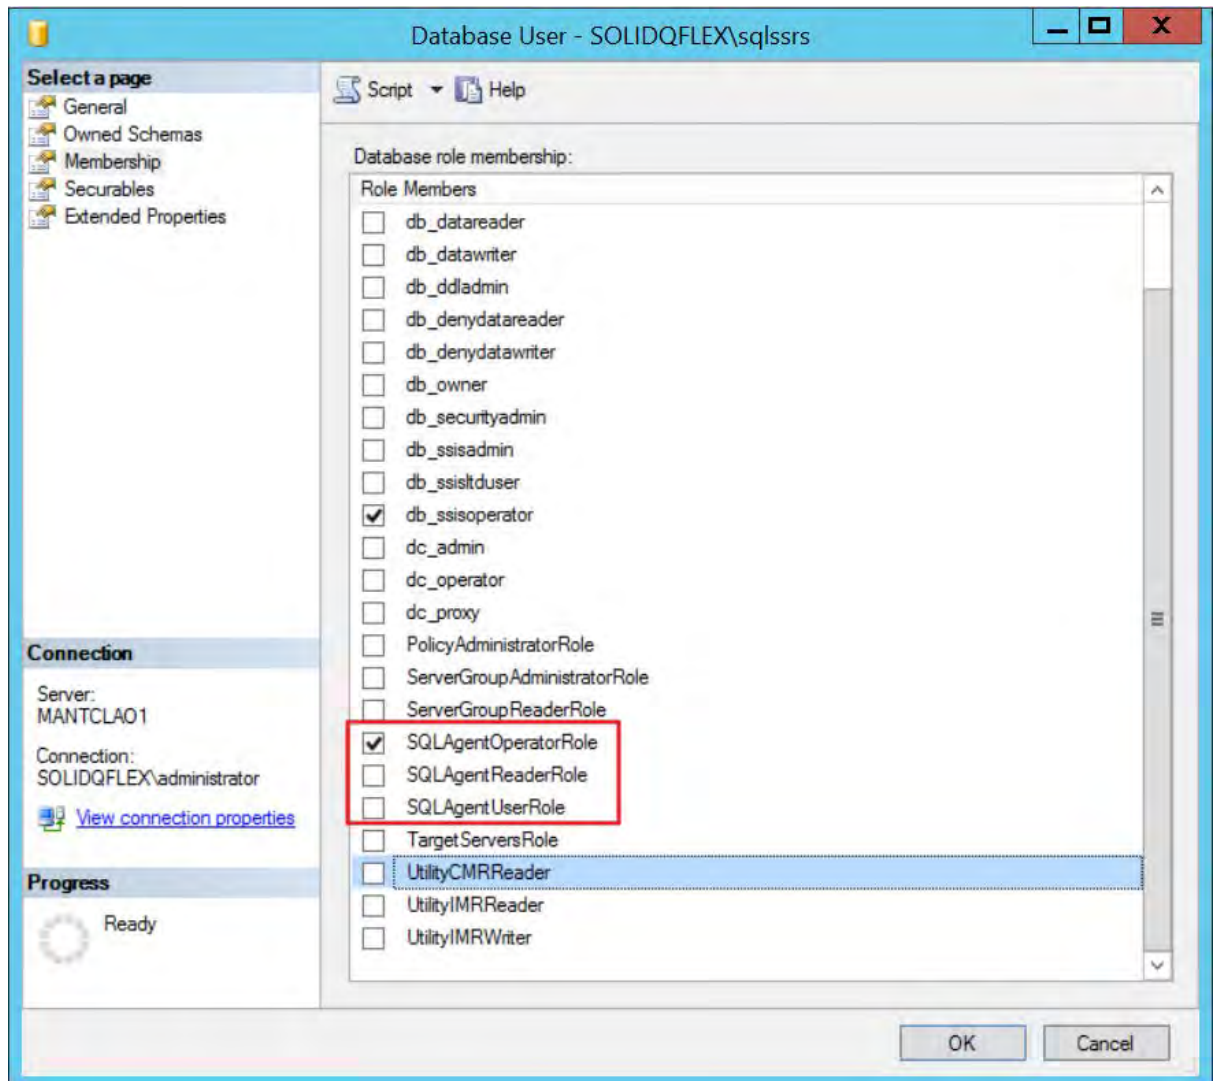 Database User - SOLIDQFLEX\sqlssrs
Select a page
General
Owned Schemas
Membership
Securables
Extended Properties
Script
Help
Database role membership:
Role Members
db_datareader
db_datawriter
db_ddladmin
db_denydatareader
db_denydatawriter
db_owner
db_securityadmin
db_ssisadmin
db_ssisltduser
db_ssisoperator
dc_admin
dc_operator
dc_proxy
PolicyAdministratorRole
ServerGroupAdministratorRole
ServerGroupReaderRole
SQLAgentOperatorRole
SQLAgentReaderRole
SQLAgentUserRole
TargetServersRole
UtilityCMRReader
UtilityIMRReader
UtilityIMRWriter
Connection
Server:
MANTCLAO1
Connection:
SOLIDQFLEX\administrator
View connection properties
Progress
Ready
OK
Cancel